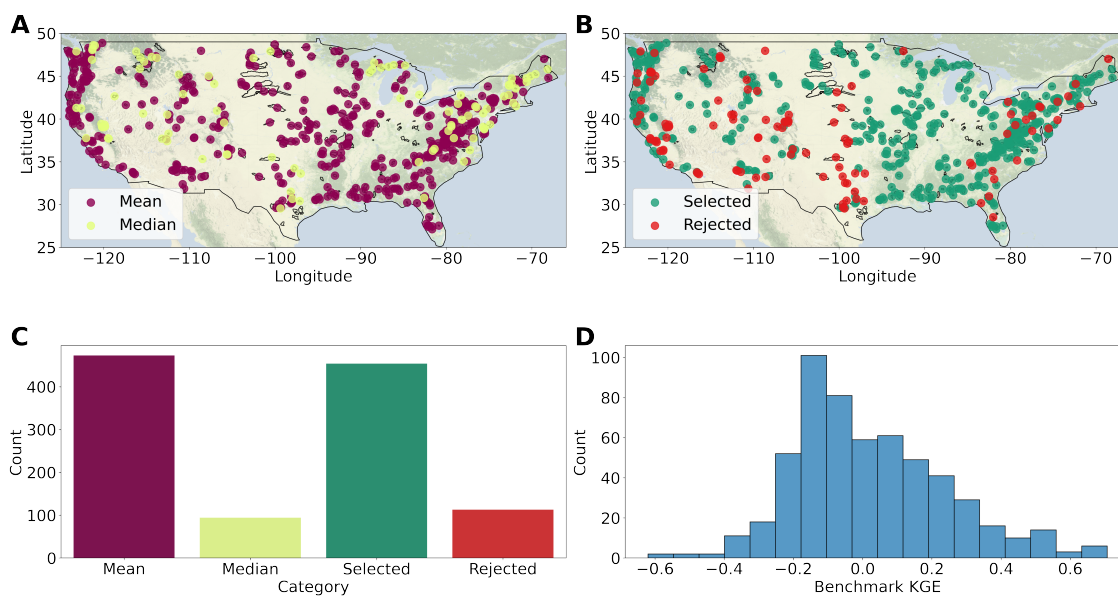 A
50
45
40
35
30
25
Latitude
Mean
Median
−120
−110
−100
−90
−80
−70
Longitude
B
50
45
40
35
30
25
Latitude
Selected
Rejected
−120
−110
−100
−90
−80
−70
Longitude
C
400
300
200
100
0
Count
Mean
Median
Selected
Rejected
Category
D
100
80
60
40
20
0
Count
−0.6
−0.4
−0.2
0.0
0.2
0.4
0.6
Benchmark KGE